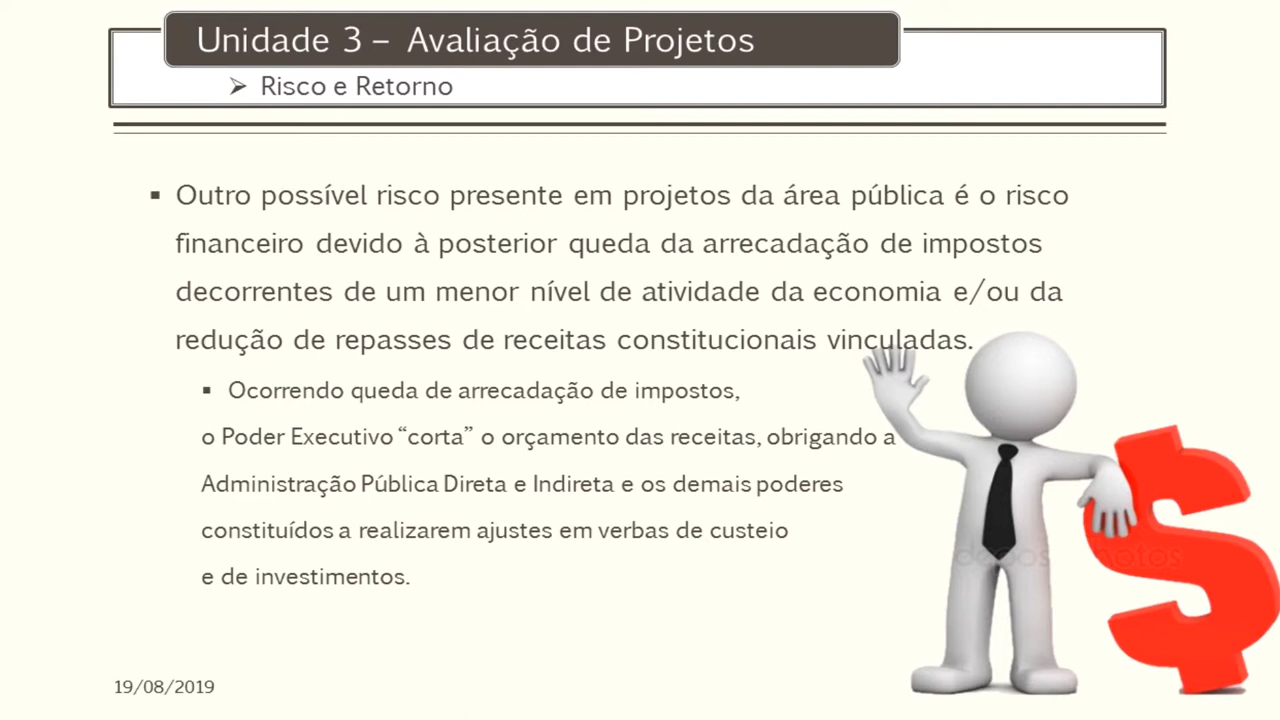 Unidade 3 – Avaliação de Projetos
➢ Risco e Retorno
▪ Outro possível risco presente em projetos da área pública é o risco
financeiro devido à posterior queda da arrecadação de impostos
decorrentes de um menor nível de atividade da economia e/ou da
redução de repasses de receitas constitucionais vinculadas.
▪ Ocorrendo queda de arrecadação de impostos,
o Poder Executivo “corta” o orçamento das receitas, obrigando a
Administração Pública Direta e Indireta e os demais poderes
constituídos a realizarem ajustes em verbas de custeio
e de investimentos.
19/08/2019